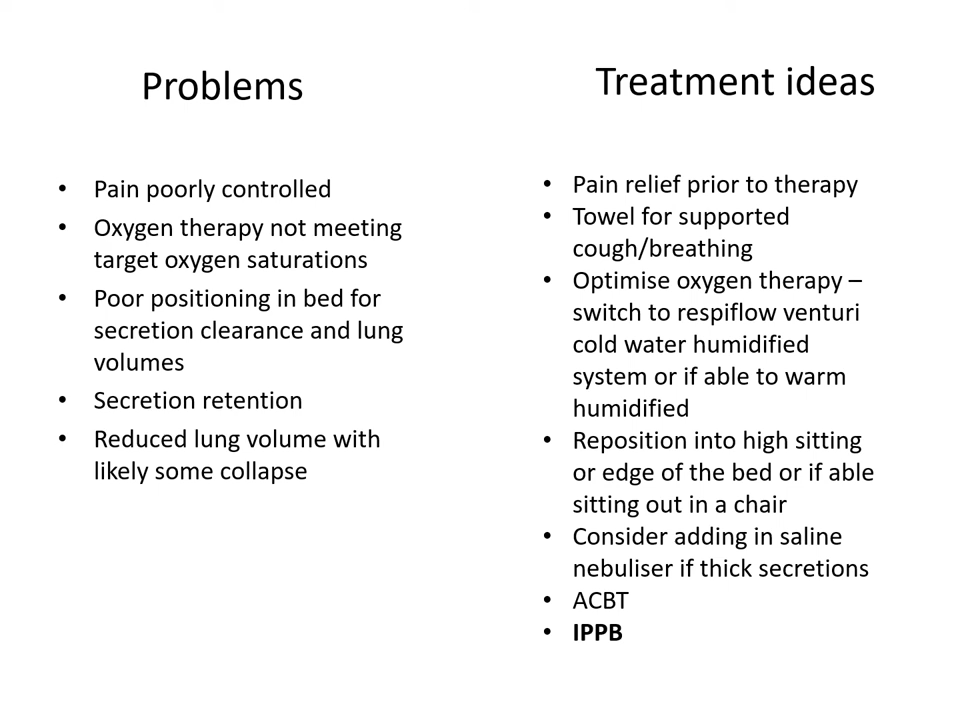 Problems
• Pain poorly controlled
• Oxygen therapy not meeting
target oxygen saturations
• Poor positioning in bed for
secretion clearance and lung
volumes
• Secretion retention
• Reduced lung volume with
likely some collapse
Treatment ideas
• Pain relief prior to therapy
• Towel for supported
cough/breathing
• Optimise oxygen therapy –
switch to respiflow venturi
cold water humidified
system or if able to warm
humidified
• Reposition into high sitting
or edge of the bed or if able
sitting out in a chair
• Consider adding in saline
nebuliser if thick secretions
• ACBT
• IPPB